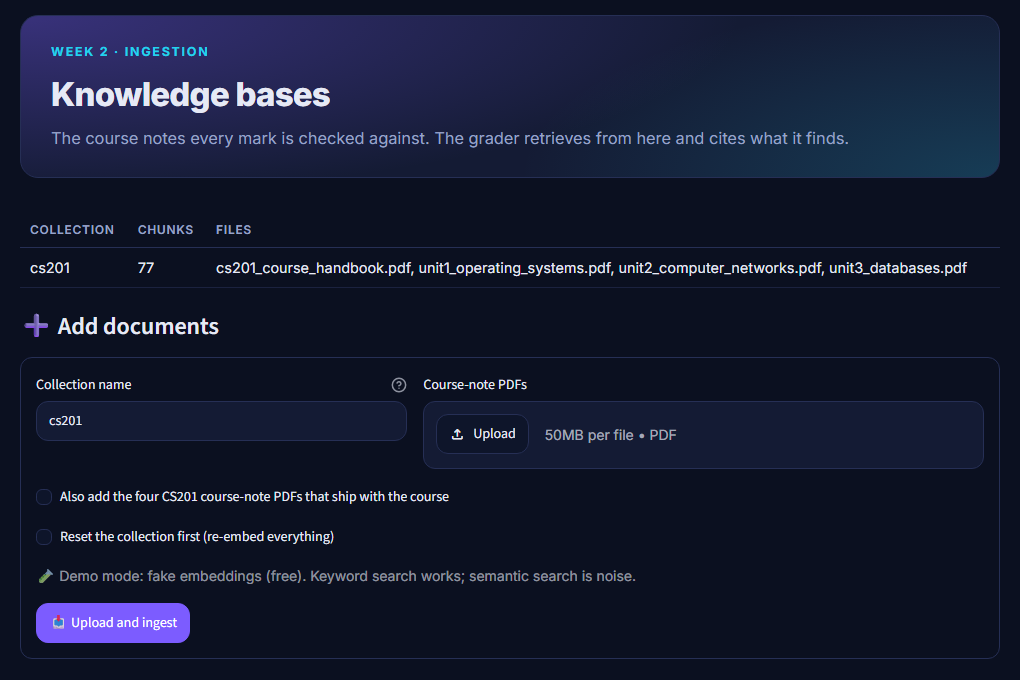 WEEK 2 · INGESTION
Knowledge bases
The course notes every mark is checked against. The grader retrieves from here and cites what it finds.
COLLECTION CHUNKS FILES
cs201 77 cs201_course_handbook.pdf, unit1_operating_systems.pdf, unit2_computer_networks.pdf, unit3_databases.pdf
Add documents
Collection name Course-note PDFs
cs201
Upload 50MB per file • PDF
Also add the four CS201 course-note PDFs that ship with the course
Reset the collection first (re-embed everything)
Demo mode: fake embeddings (free). Keyword search works; semantic search is noise.
Upload and ingest